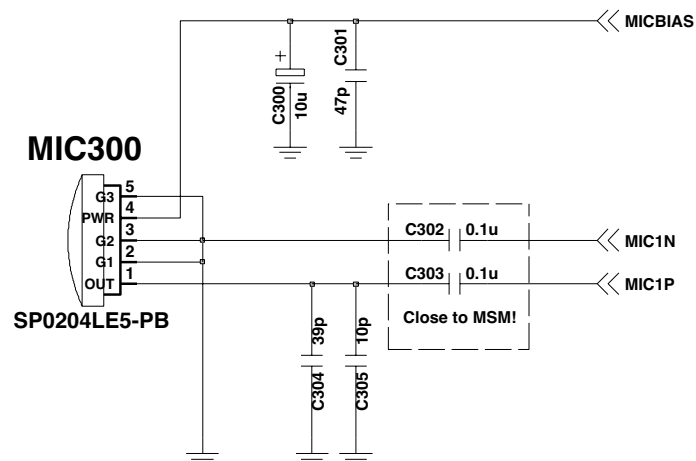 MICBIAS
C300
10u
+
C301
47p
MIC300
G3 5
PWR 4
G2 3
G1 2
OUT 1
SP0204LE5-PB
C302 0.1u
MIC1N
C303 0.1u
MIC1P
Close to MSM!
39p
C304
10p
C305